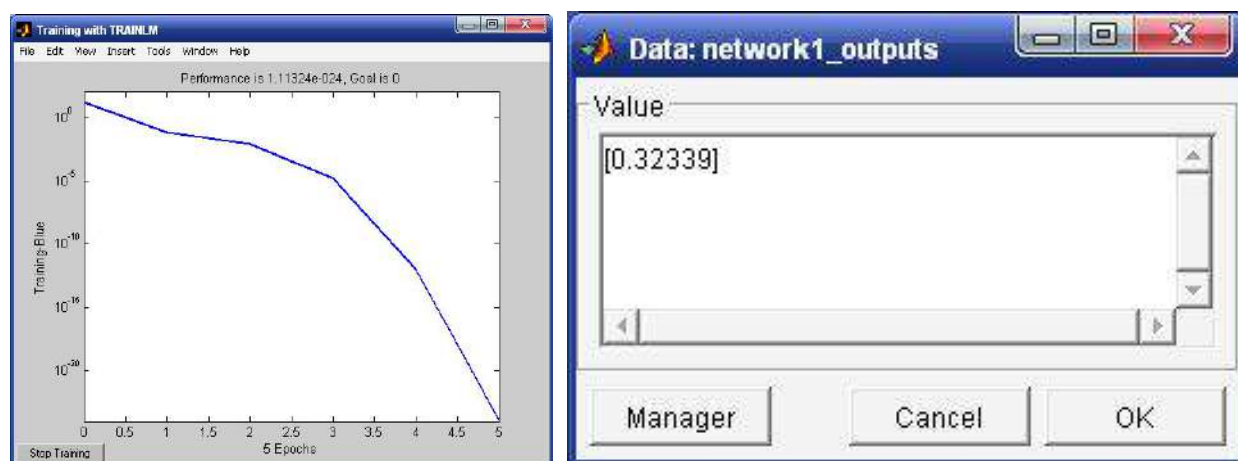 Training with TRAINLM
File Edit View Insert Tools Window Help
Performance is 1.11324e-024, Goal is 0
10^0
10^-5
10^-10
10^-15
10^-20
Training-Blue
0 0.5 1 1.5 2 2.5 3 3.5 4 4.5 5
5 Epochs
Stop Training
Data: network1_outputs
Value
[0.32339]
Manager Cancel OK